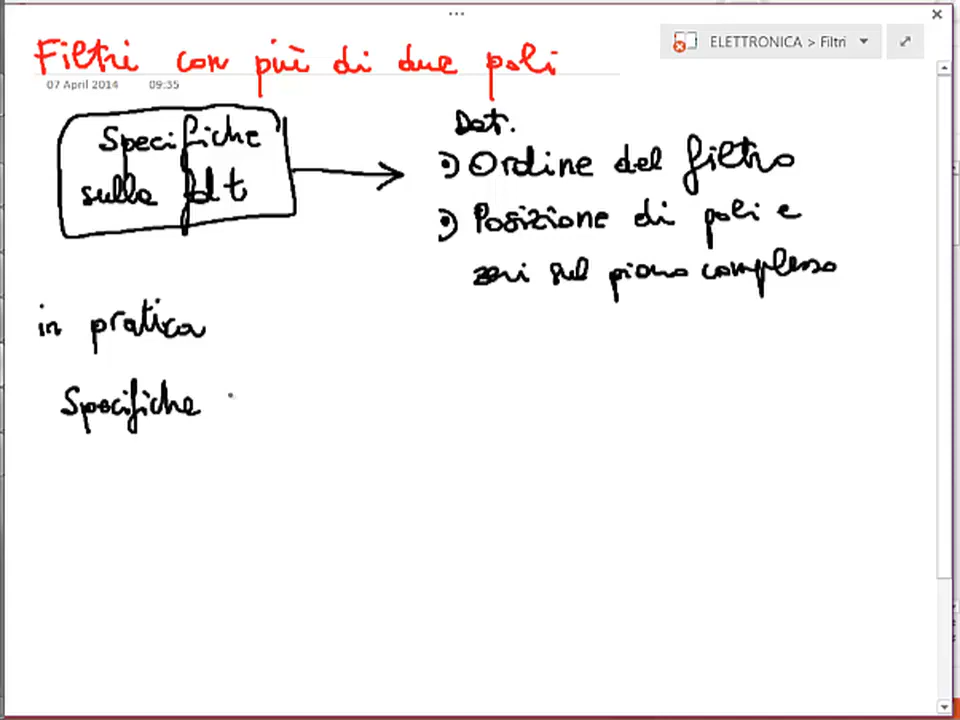 ELETTRONICA > Filtri
Filtri con più di due poli
07 April 2014 09:35
Specifiche
sulla fdt
Det.
•) Ordine del filtro
•) Posizione di poli e
zeri sul piano complesso
in pratica
Specifiche